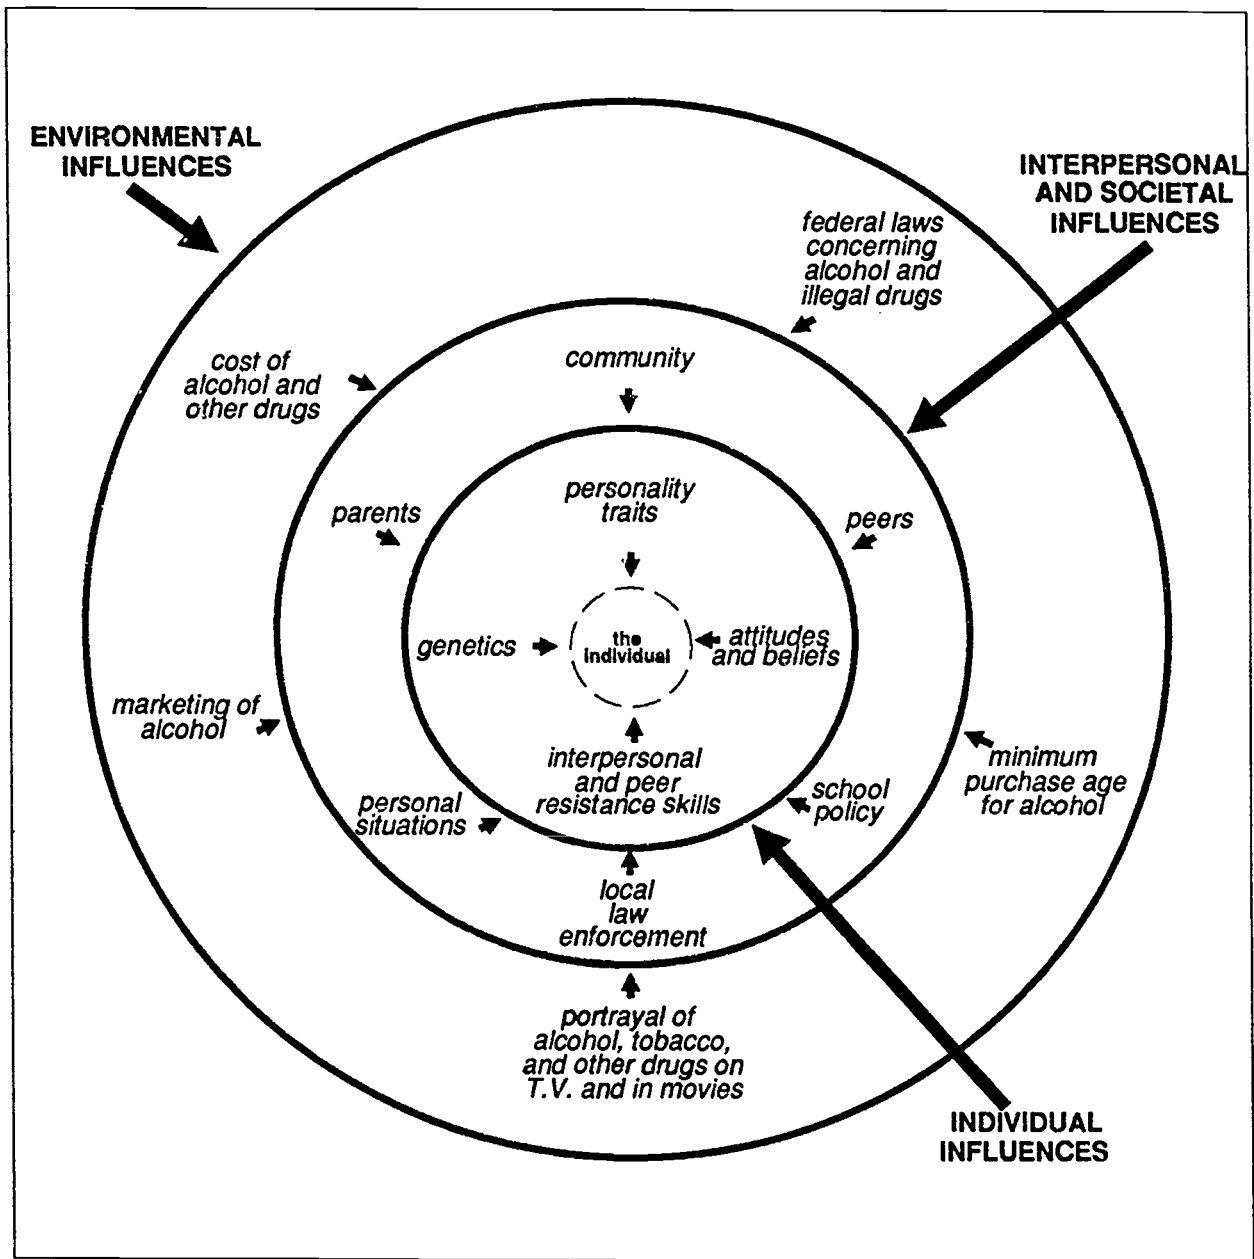 ENVIRONMENTAL
INFLUENCES
INTERPERSONAL
AND SOCIETAL
INFLUENCES
federal laws
concerning
alcohol and
illegal drugs
cost of
alcohol and
other drugs
community
personality
traits
parents
peers
genetics
the
individual
attitudes
and beliefs
marketing of
alcohol
interpersonal
and peer
resistance skills
minimum
purchase age
for alcohol
personal
situations
school
policy
local
law
enforcement
portrayal of
alcohol, tobacco,
and other drugs on
T.V. and in movies
INDIVIDUAL
INFLUENCES